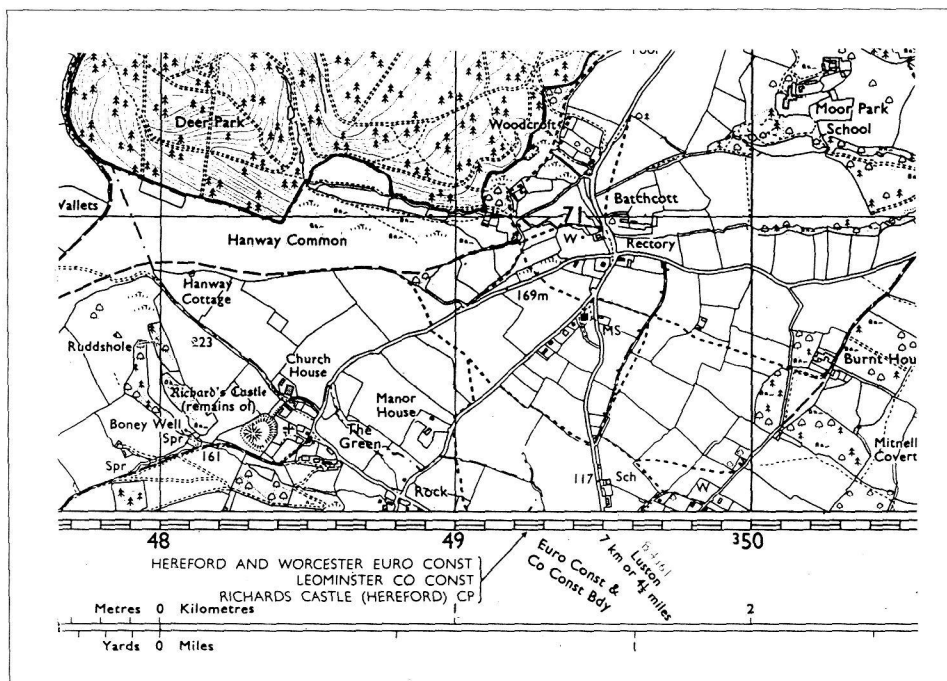 Deer Park
Woodcroft
Moor Park
School
Vallets
71
Bathcott
Hanway Common
W
Rectory
Hanway
Cottage
169m
MS
Ruddshole
223
Church
House
Burnt Hou
Richard's Castle
(remains of)
Manor
House
Boney Well
Spr
The
Green
Mitnell
Covert
161
Spr
Rock
117
Sch
W
48
49
350
HEREFORD AND WORCESTER EURO CONST
LEOMINSTER CO CONST
RICHARDS CASTLE (HEREFORD) CP
Euro Const &
Co Const Bdy
Luston
7 km or 4½ miles
Metres 0 Kilometres 1 2
Yards 0 Miles 1